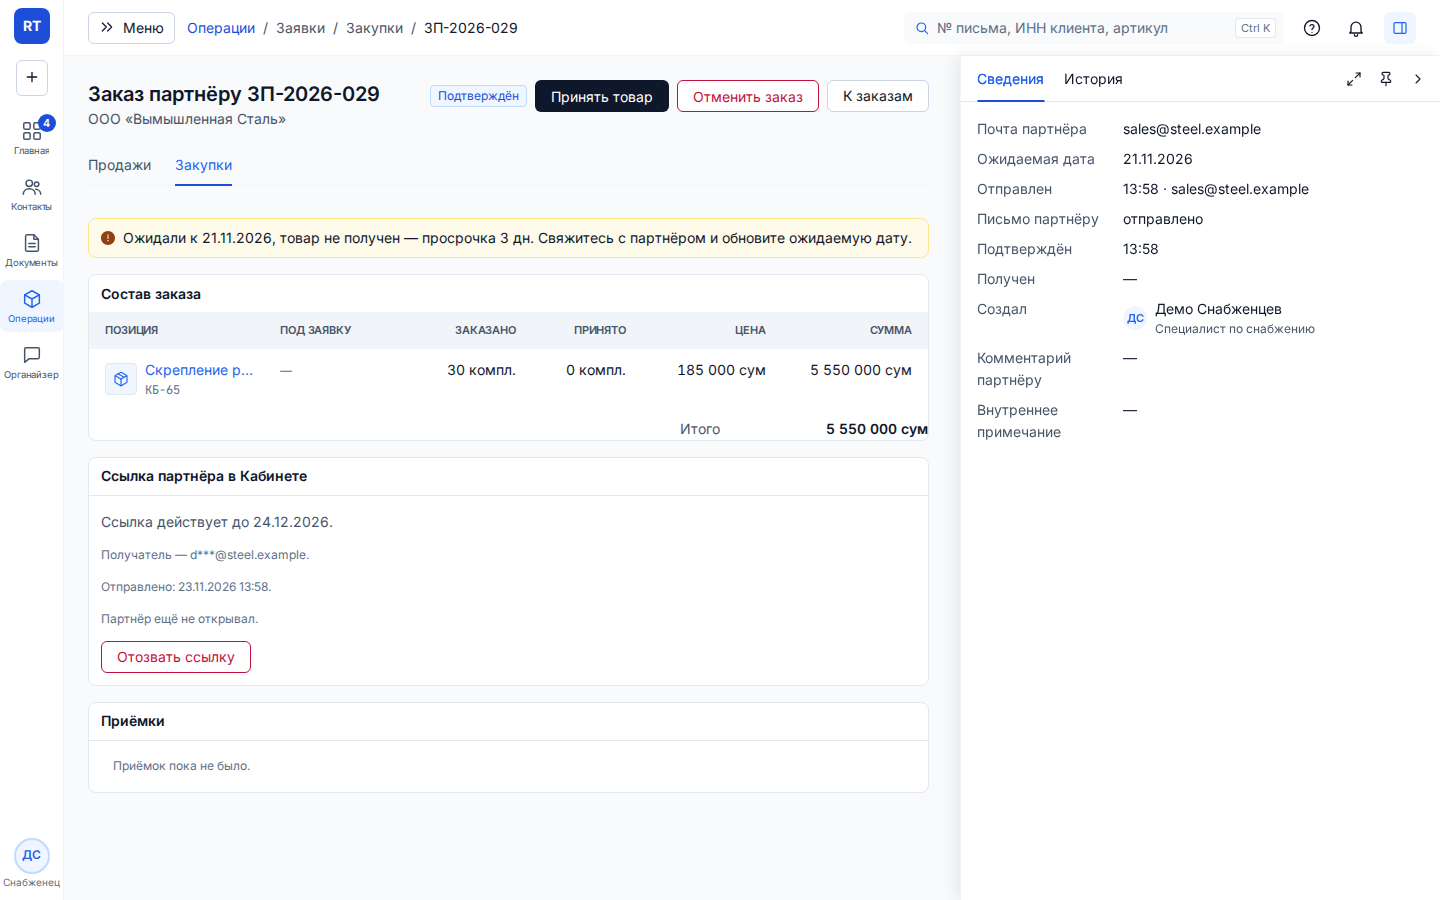 RT
Меню
Операции / Заявки / Закупки / ЗП-2026-029
№ письма, ИНН клиента, артикул
Ctrl K
4
Главная
Контакты
Документы
Операции
Органайзер
ДС
Снабженец
Заказ партнёру ЗП-2026-029
ООО «Вымышленная Сталь»
Подтверждён
Принять товар
Отменить заказ
К заказам
Продажи
Закупки
Ожидали к 21.11.2026, товар не получен — просрочка 3 дн. Свяжитесь с партнёром и обновите ожидаемую дату.
Состав заказа
ПОЗИЦИЯ ПОД ЗАЯВКУ ЗАКАЗАНО ПРИНЯТО ЦЕНА СУММА
Скрепление р... — 30 компл. 0 компл. 185 000 сум 5 550 000 сум
КБ-65
Итого 5 550 000 сум
Ссылка партнёра в Кабинете
Ссылка действует до 24.12.2026.
Получатель — d***@steel.example.
Отправлено: 23.11.2026 13:58.
Партнёр ещё не открывал.
Отозвать ссылку
Приёмки
Приёмок пока не было.
Сведения
История
Почта партнёра sales@steel.example
Ожидаемая дата 21.11.2026
Отправлен 13:58 · sales@steel.example
Письмо партнёру отправлено
Подтверждён 13:58
Получен —
Создал ДС Демо Снабженцев
Специалист по снабжению
Комментарий —
партнёру
Внутреннее —
примечание